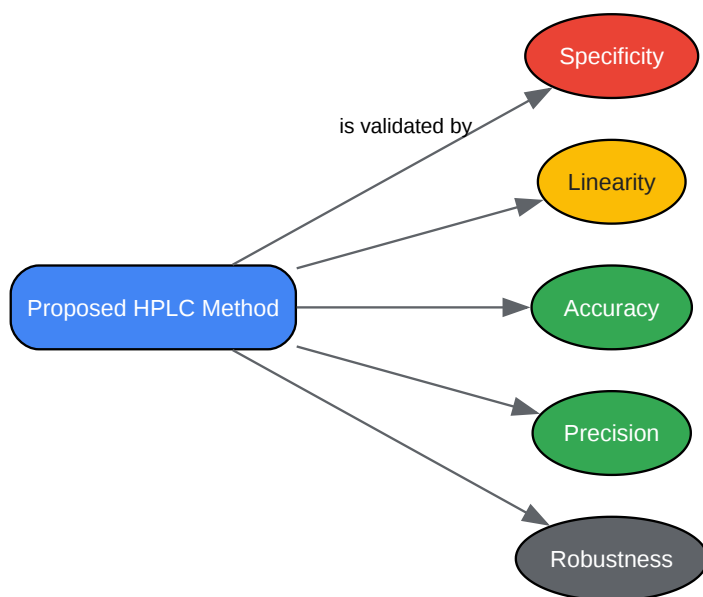 Specificity
is validated by
Linearity
Proposed HPLC Method
Accuracy
Precision
Robustness